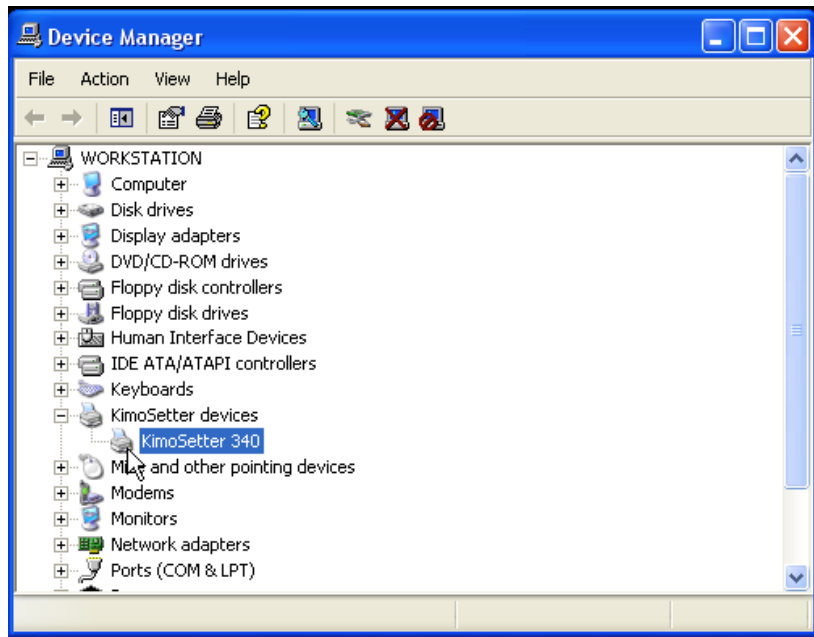 Device Manager
File Action View Help
WORKSTATION
Computer
Disk drives
Display adapters
DVD/CD-ROM drives
Floppy disk controllers
Floppy disk drives
Human Interface Devices
IDE ATA/ATAPI controllers
Keyboards
KimoSetter devices
KimoSetter 340
and other pointing devices
Modems
Monitors
Network adapters
Ports (COM & LPT)